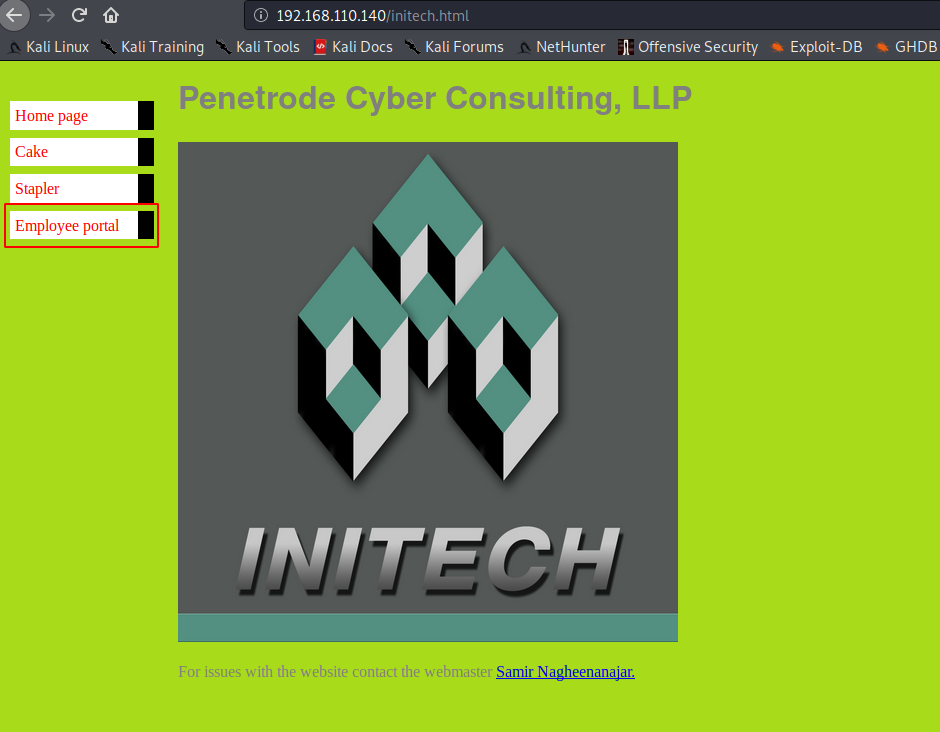 192.168.110.140/initech.html
Kali Linux Kali Training Kali Tools Kali Docs Kali Forums NetHunter Offensive Security Exploit-DB GHDB
Penetrode Cyber Consulting, LLP
Home page
Cake
Stapler
Employee portal
INITECH
For issues with the website contact the webmaster Samir Nagheenanajar.